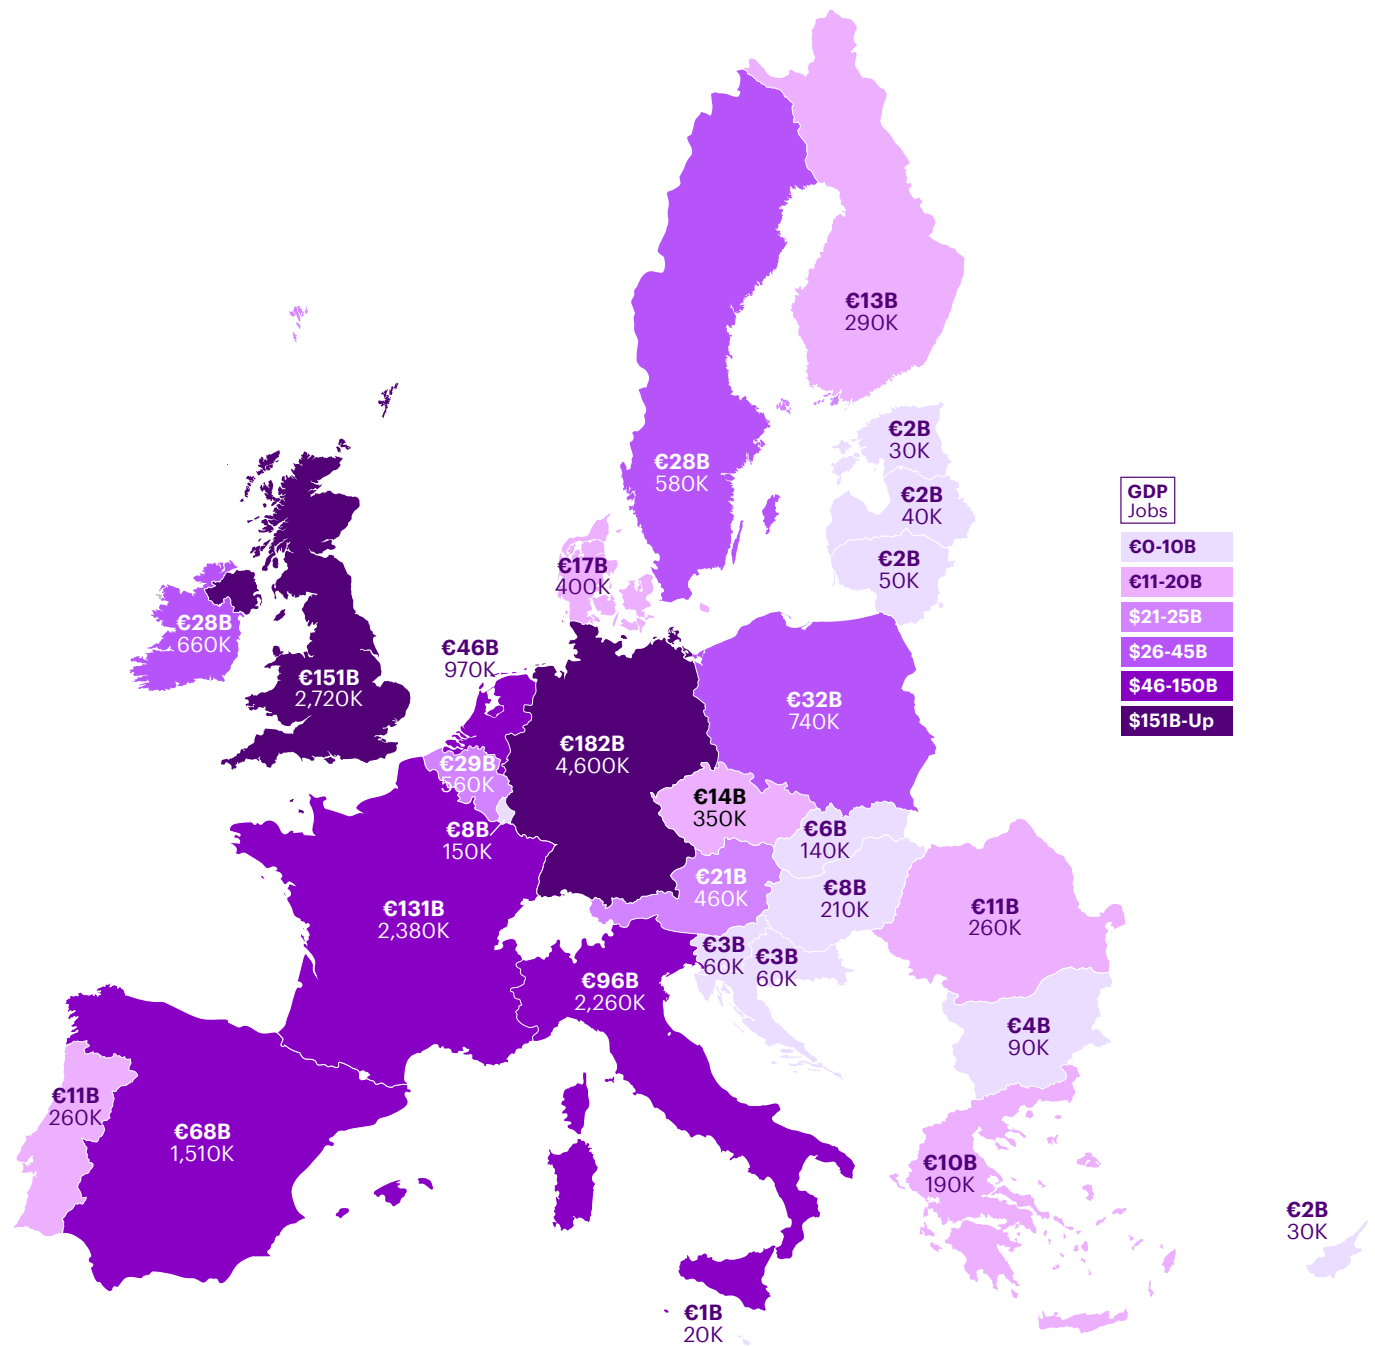 €13B
290K
€2B
30K
€28B
580K
€2B
40K
GDP
Jobs
€0-10B
€11-20B
$21-25B
$26-45B
$46-150B
$151B-Up
€2B
50K
€17B
400K
€28B
660K
€46B
970K
€151B
2,720K
€32B
740K
€182B
4,600K
€29B
560K
€14B
350K
€8B
150K
€6B
140K
€21B
460K
€8B
210K
€131B
2,380K
€11B
260K
€3B
60K
€3B
60K
€96B
2,260K
€4B
90K
€11B
260K
€68B
1,510K
€10B
190K
€2B
30K
€1B
20K